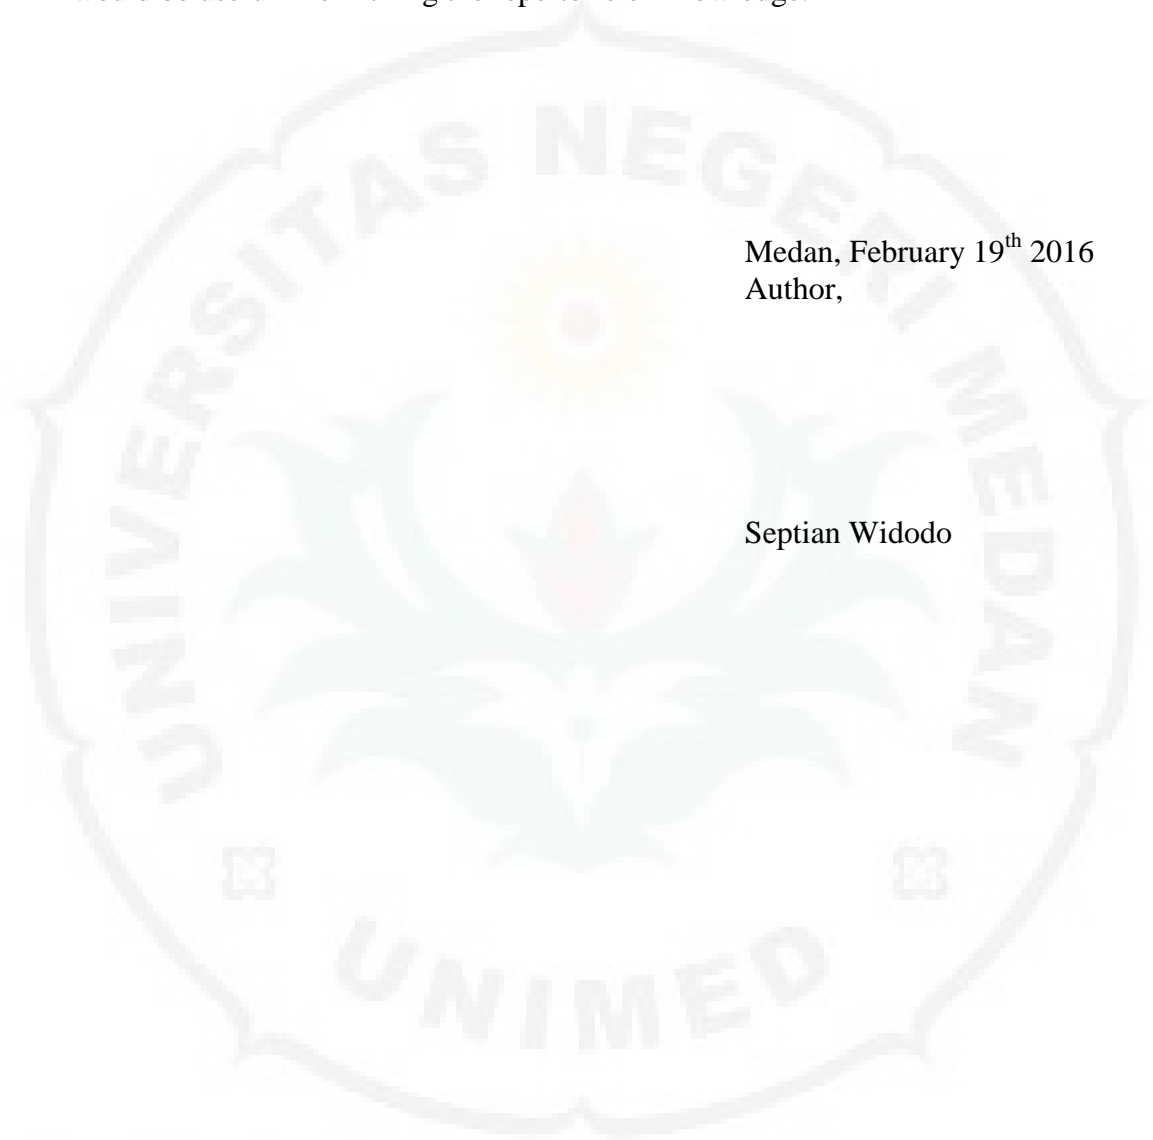 UNIVERSITAS NEGERI MEDAN
Medan, February 19th 2016
Author,
Septian Widodo
UNIMED